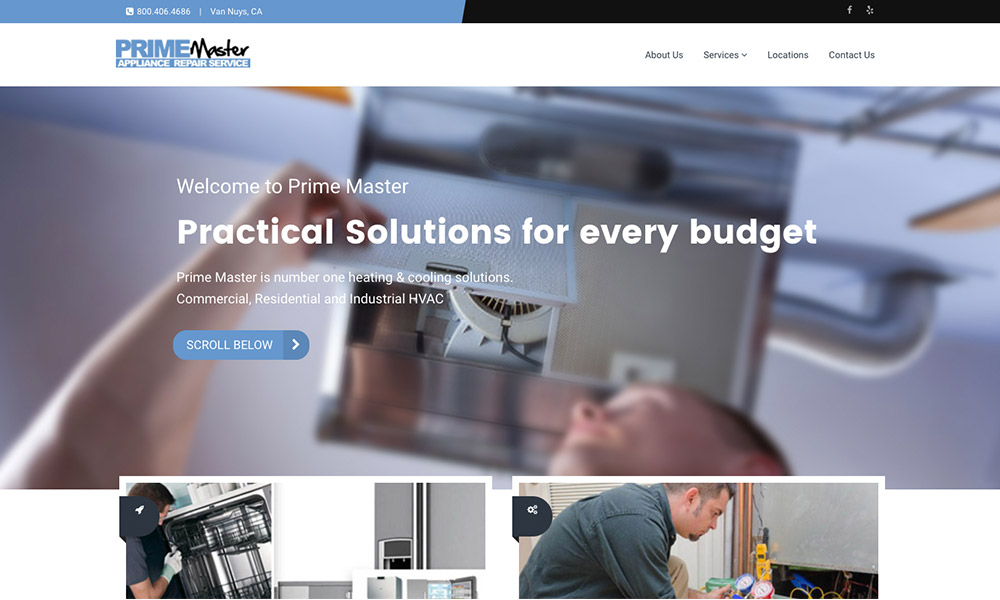 800.406.4686 | Van Nuys, CA
PRIME Master
APPLIANCE REPAIR SERVICE
About Us Services Locations Contact Us
Welcome to Prime Master
Practical Solutions for every budget
Prime Master is number one heating & cooling solutions.
Commercial, Residential and Industrial HVAC
SCROLL BELOW